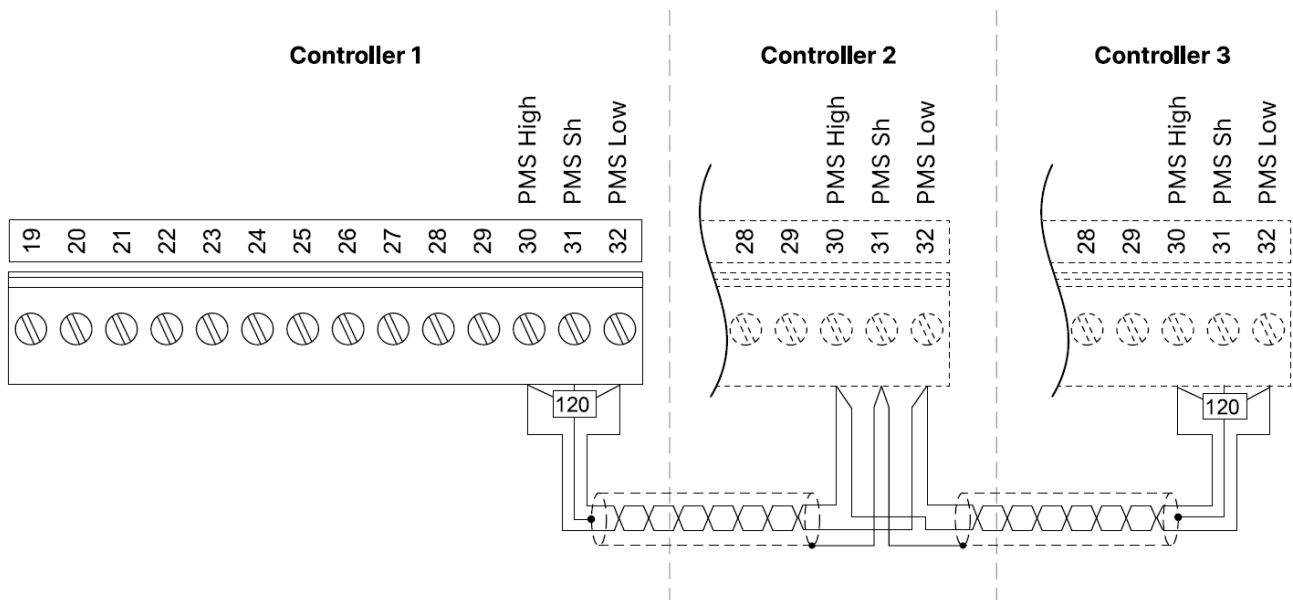 Controller 1
Controller 2
Controller 3
PMS High
PMS Sh
PMS Low
PMS High
PMS Sh
PMS Low
PMS High
PMS Sh
PMS Low
19 20 21 22 23 24 25 26 27 28 29 30 31 32
28 29 30 31 32
28 29 30 31 32
120
120